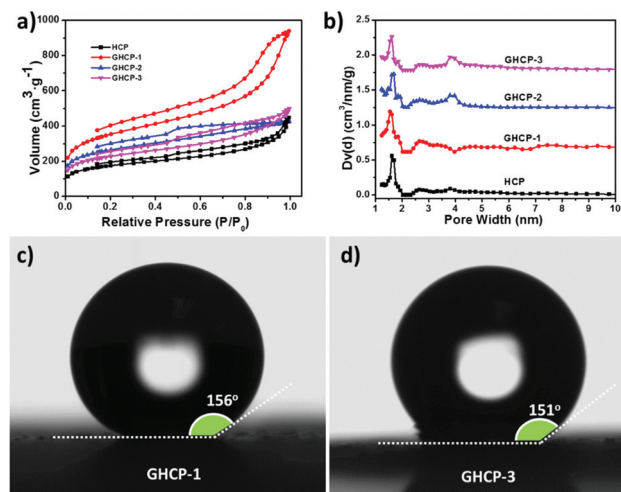 a)
1000
800
600
400
200
0
Volume (cm³·g⁻¹)
HCP
GHCP-1
GHCP-2
GHCP-3
0.0 0.2 0.4 0.6 0.8 1.0
Relative Pressure (P/P₀)
b)
2.5
2.0
1.5
1.0
0.5
0.0
Dv(d) (cm³/nm/g)
GHCP-3
GHCP-2
GHCP-1
HCP
2 3 4 5 6 7 8 9 10
Pore Width (nm)
c)
156°
GHCP-1
d)
151°
GHCP-3